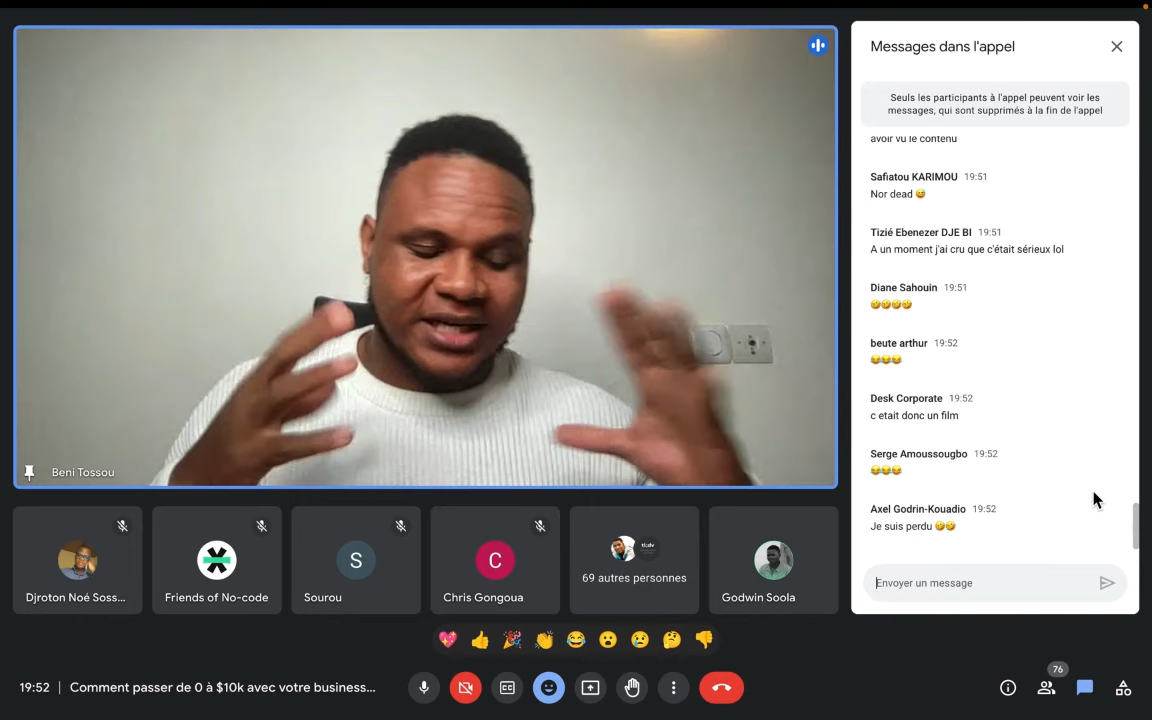 Messages dans l'appel
Seuls les participants à l'appel peuvent voir les
messages, qui sont supprimés à la fin de l'appel
avoir vu le contenu
Safiatou KARIMOU 19:51
Nor dead 😅
Tizié Ebenezer DJE BI 19:51
A un moment j'ai cru que c'était sérieux lol
Diane Sahouin 19:51
🤣🤣🤣🤣
beute arthur 19:52
😂😂😂
Desk Corporate 19:52
c etait donc un film
Serge Amoussougbo 19:52
😂😂😂
Axel Godrin-Kouadio 19:52
Je suis perdu 🤣🤣
Envoyer un message
Beni Tossou
Djroton Noé Soss...
Friends of No-code
S
Sourou
C
Chris Gongoua
69 autres personnes
Godwin Soola
19:52 | Comment passer de 0 à $10k avec votre business...
76